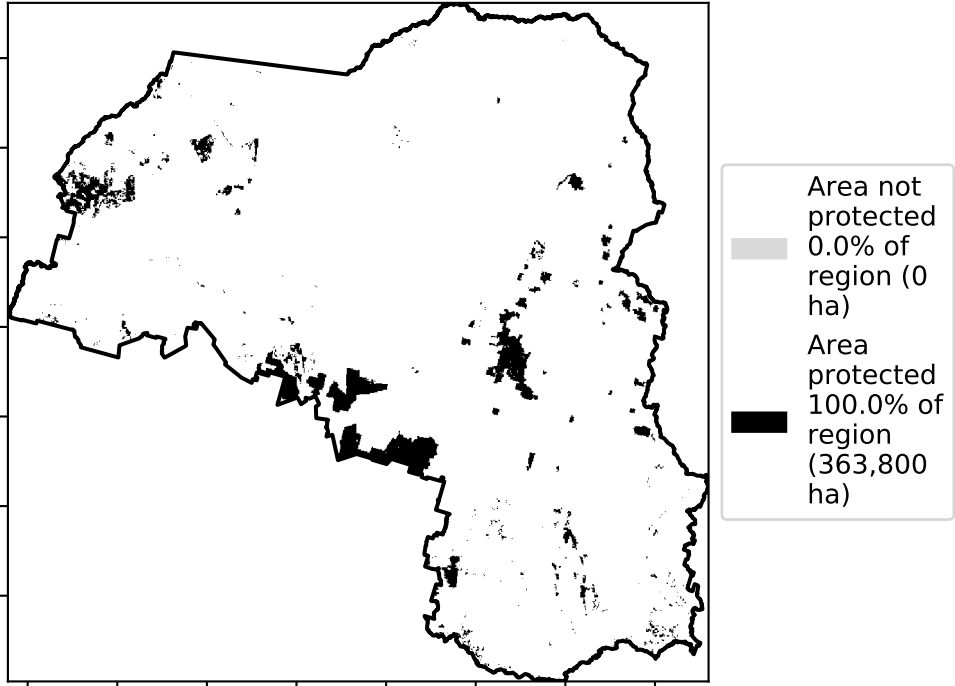 Area not
protected
0.0% of
region (0
ha)
Area
protected
100.0% of
region
(363,800
ha)